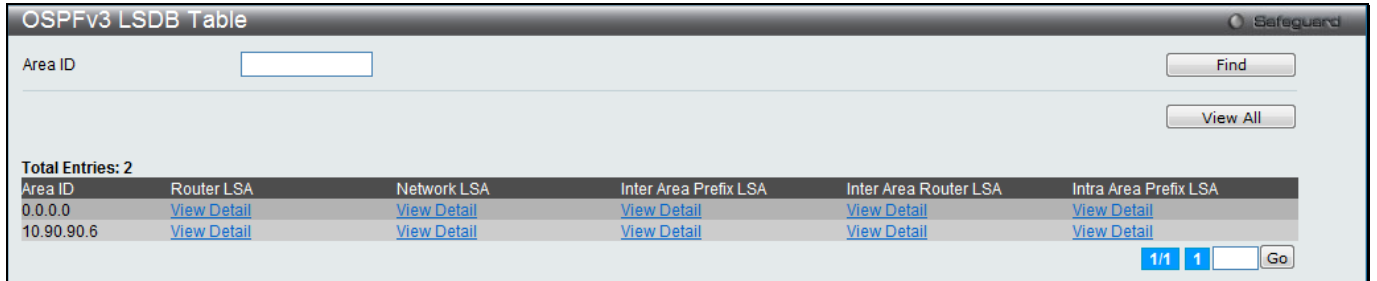 OSPFv3 LSDB Table
Safeguard
Area ID
Find
View All
Total Entries: 2
Area ID Router LSA Network LSA Inter Area Prefix LSA Inter Area Router LSA Intra Area Prefix LSA
0.0.0.0 View Detail View Detail View Detail View Detail View Detail
10.90.90.6 View Detail View Detail View Detail View Detail View Detail
1/1 1 Go